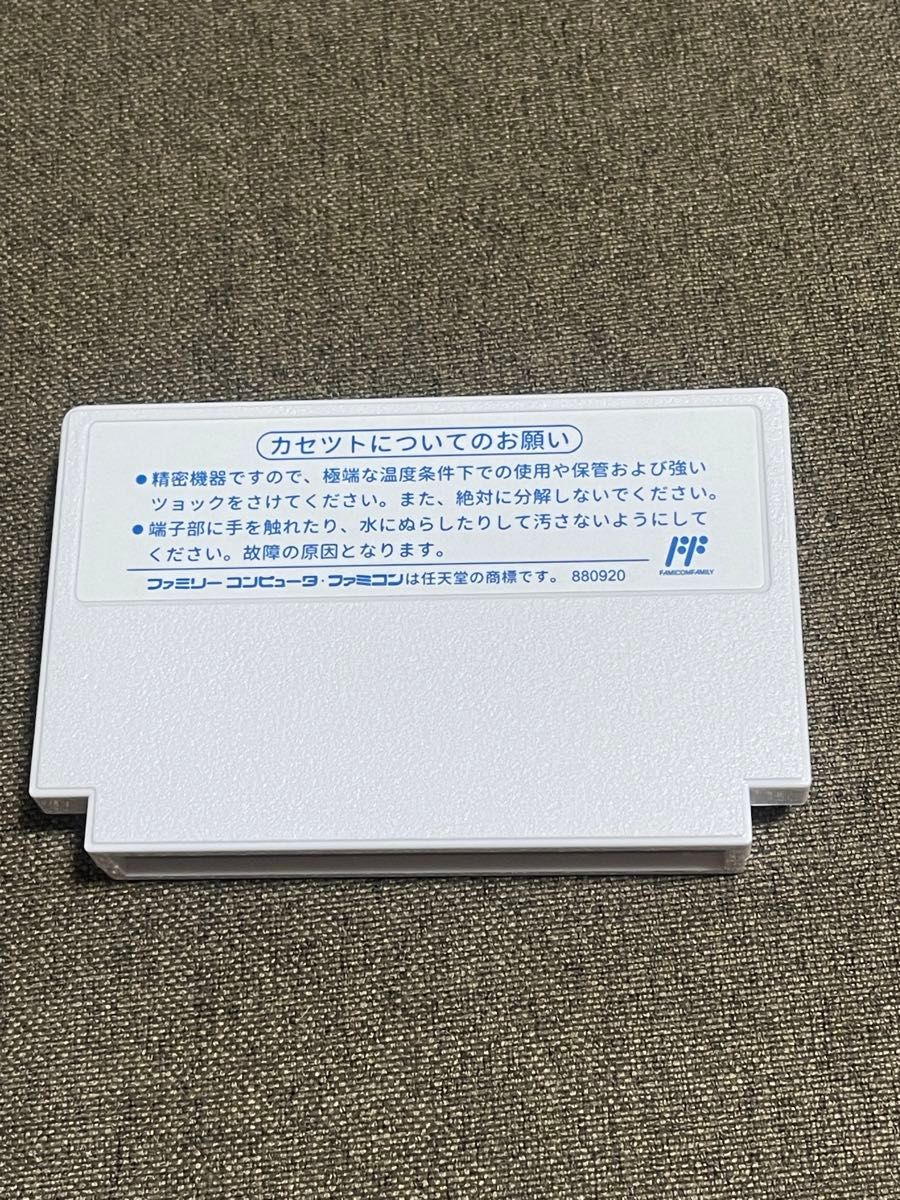 カセツトについてのお願い
●精密機器ですので、極端な温度条件下での使用や保管および強い
ツョックをさけてください。また、絶対に分解しないでください。
●端子部に手を触れたり、水にぬらしたりして汚さないようにして
ください。故障の原因となります。
FF
FAMICOMFAMILY
ファミリーコンピュータ・ファミコンは任天堂の商標です。 880920